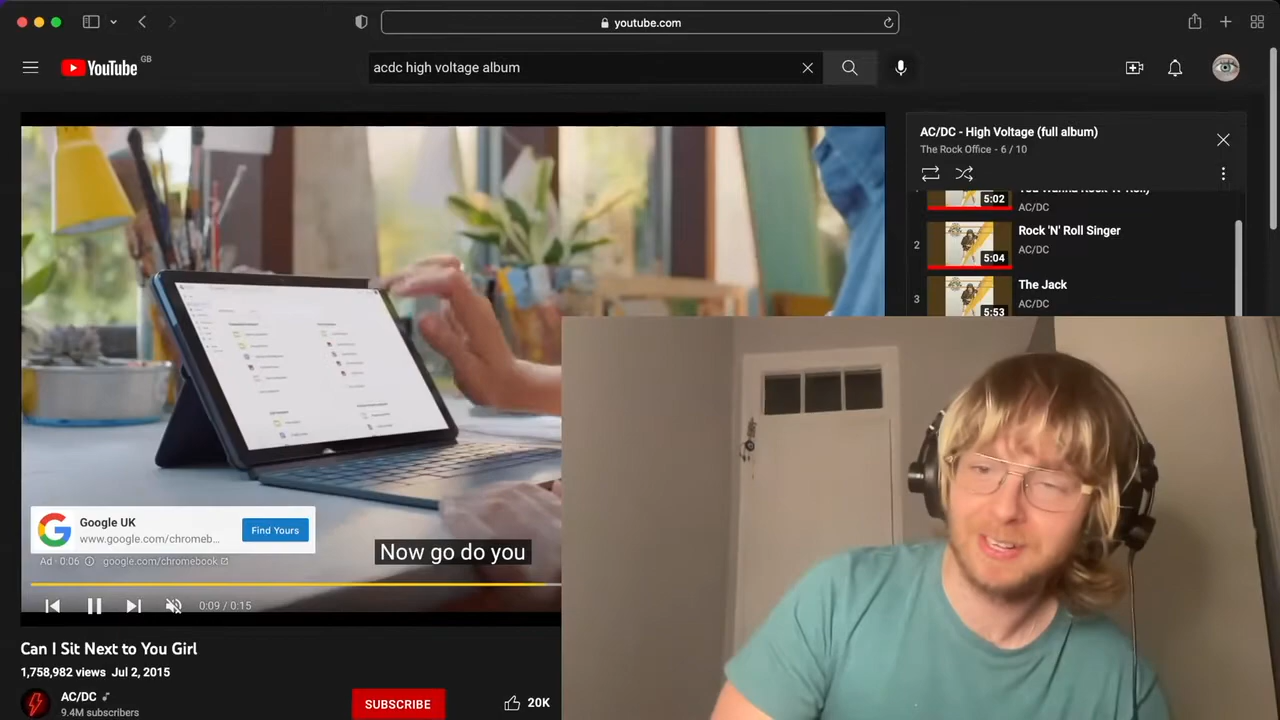 youtube.com
YouTube GB
acdc high voltage album
AC/DC - High Voltage (full album)
The Rock Office - 6 / 10
You Wanna Rock 'N' Roll)
5:02
AC/DC
2
Rock 'N' Roll Singer
5:04
AC/DC
3
The Jack
5:53
AC/DC
Google UK
www.google.com/chromeb...
Find Yours
Ad · 0:06
google.com/chromebook
Now go do you
0:09 / 0:15
Can I Sit Next to You Girl
1,758,982 views Jul 2, 2015
AC/DC
9.4M subscribers
SUBSCRIBE
20K